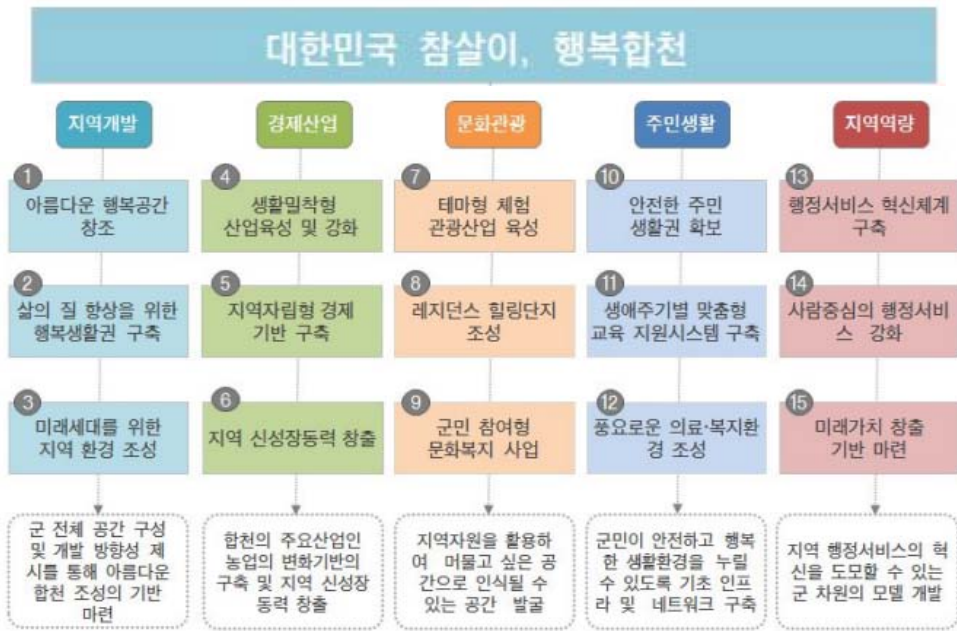 대한민국 참살이, 행복합천
지역개발
경제산업
문화관광
주민생활
지역역량
1
아름다운 행복공간
창조
4
생활밀착형
산업육성 및 강화
7
테마형 체험
관광산업 육성
10
안전한 주민
생활권 확보
13
행정서비스 혁신체계
구축
2
삶의 질 향상을 위한
행복생활권 구축
5
지역자립형 경제
기반 구축
8
레지던스 힐링단지
조성
11
생애주기별 맞춤형
교육 지원시스템 구축
14
사람중심의 행정서비
스 강화
3
미래세대를 위한
지역 환경 조성
6
지역 신성장동력 창출
9
군민 참여형
문화복지 사업
12
풍요로운 의료·복지환
경 조성
15
미래가치 창출
기반 마련
군 전체 공간 구성
및 개발 방향성 제
시를 통해 아름다운
합천 조성의 기반
마련
합천의 주요산업인
농업의 변화기반의
구축 및 지역 신성장
동력 창출
지역자원을 활용하
여 머물고 싶은 공
간으로 인식될 수
있는 공간 발굴
군민이 안전하고 행복
한 생활환경을 누릴
수 있도록 기초 인프
라 및 네트워크 구축
지역 행정서비스의 혁
신을 도모할 수 있는
군 차원의 모델 개발